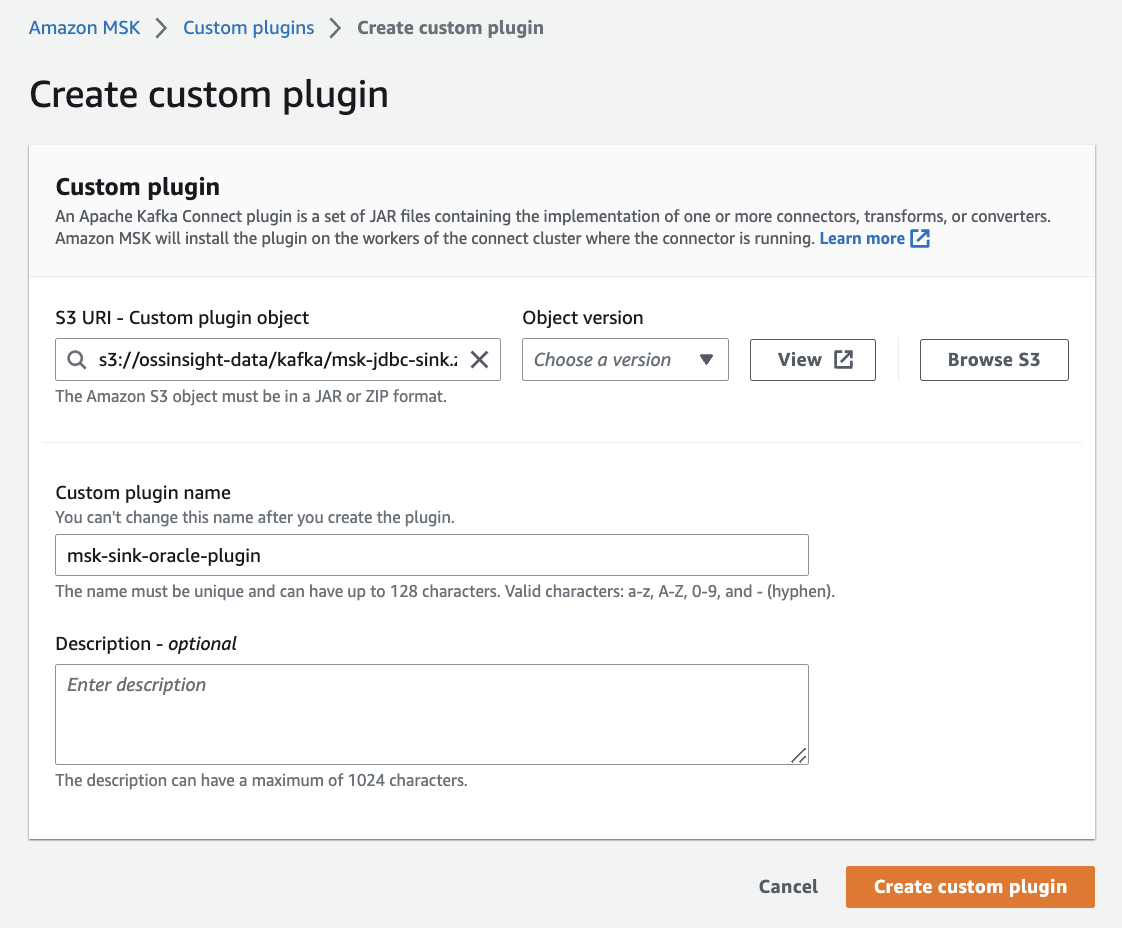 Amazon MSK > Custom plugins > Create custom plugin
Create custom plugin
Custom plugin
An Apache Kafka Connect plugin is a set of JAR files containing the implementation of one or more connectors, transforms, or converters.
Amazon MSK will install the plugin on the workers of the connect cluster where the connector is running. Learn more
S3 URI - Custom plugin object
Object version
s3://ossinsight-data/kafka/msk-jdbc-sink.
Choose a version
View
Browse S3
The Amazon S3 object must be in a JAR or ZIP format.
Custom plugin name
You can't change this name after you create the plugin.
msk-sink-oracle-plugin
The name must be unique and can have up to 128 characters. Valid characters: a-z, A-Z, 0-9, and - (hyphen).
Description - optional
Enter description
The description can have a maximum of 1024 characters.
Cancel
Create custom plugin